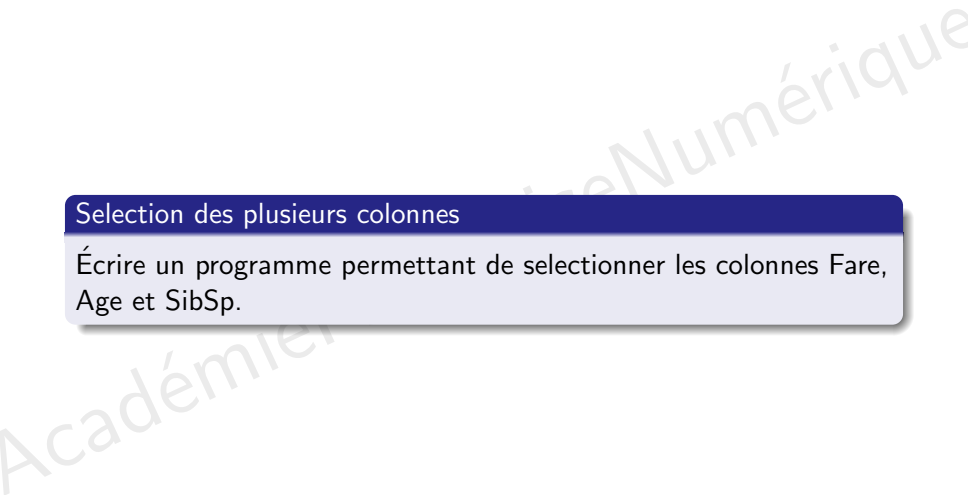 Selection des plusieurs colonnes
Écrire un programme permettant de selectionner les colonnes Fare,
Age et SibSp.